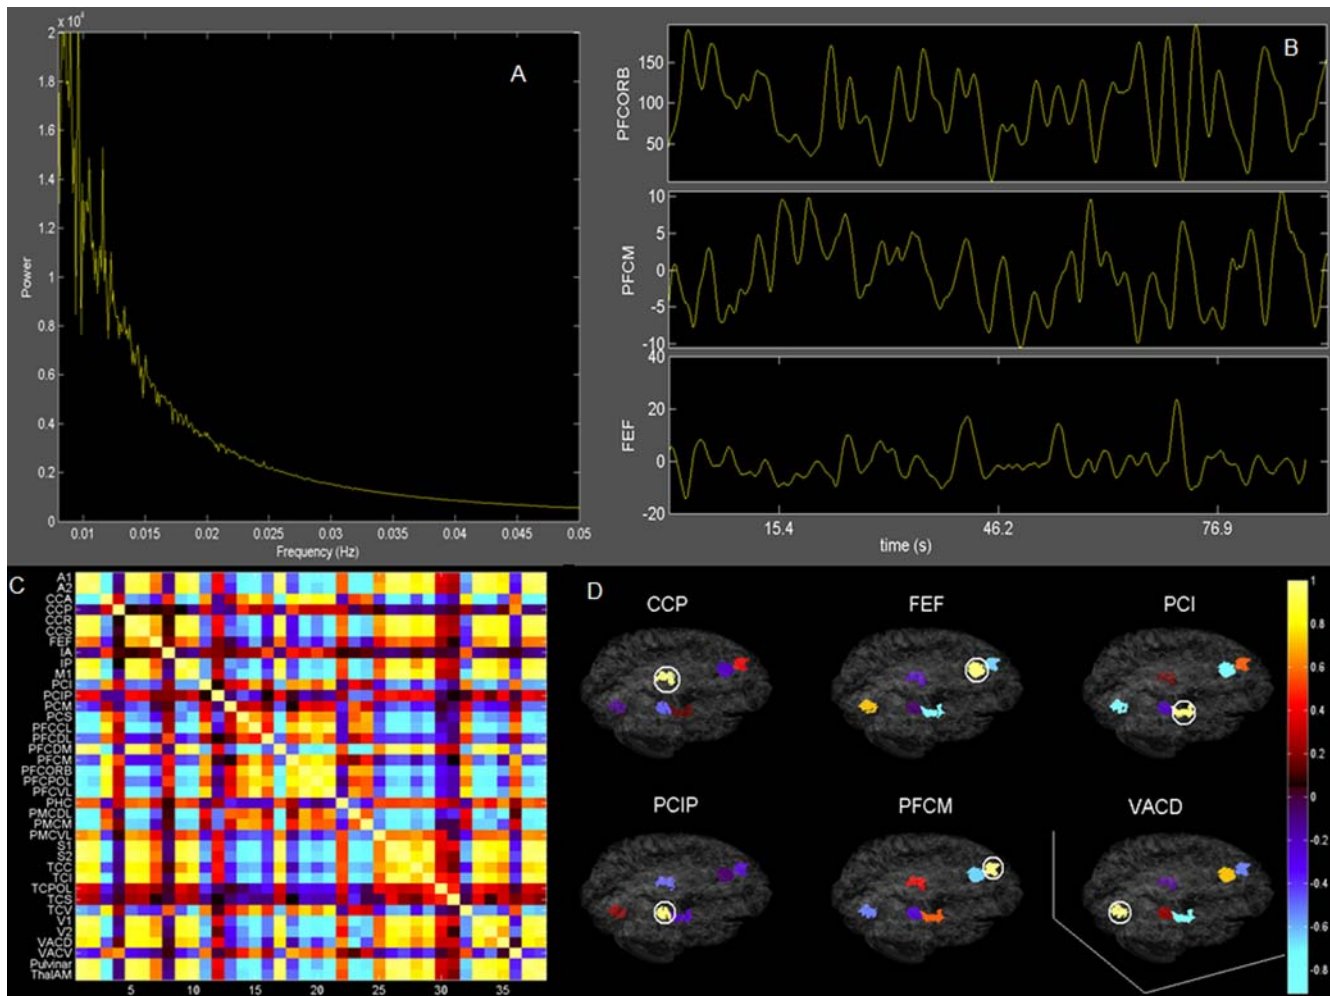 x 10⁴
A
2
1.8
1.6
1.4
1.2
1
0.8
0.6
0.4
0.2
0
Power
0.01 0.015 0.02 0.025 0.03 0.035 0.04 0.045 0.05
Frequency (Hz)
B
PFCORB
150
100
50
PFCM
10
5
0
-5
-10
FEF
40
20
0
-20
15.4 46.2 76.9
time (s)
C
A1
A2
CCA
CCP
CCR
CCS
FEF
IA
IP
M1
PCI
PCIP
PCM
PCS
PFCCL
PFCDL
PFCDM
PFCM
PFCORB
PFCPOL
PFCVL
PHC
PMCDL
PMCM
PMCVL
S1
S2
TCC
TCI
TCPOL
TCS
TCV
V1
V2
VACD
VACV
Pulvinar
ThalAM
5 10 15 20 25 30 35
D
CCP FEF PCI
PCIP PFCM VACD
1
0.8
0.6
0.4
0.2
0
-0.2
-0.4
-0.6
-0.8